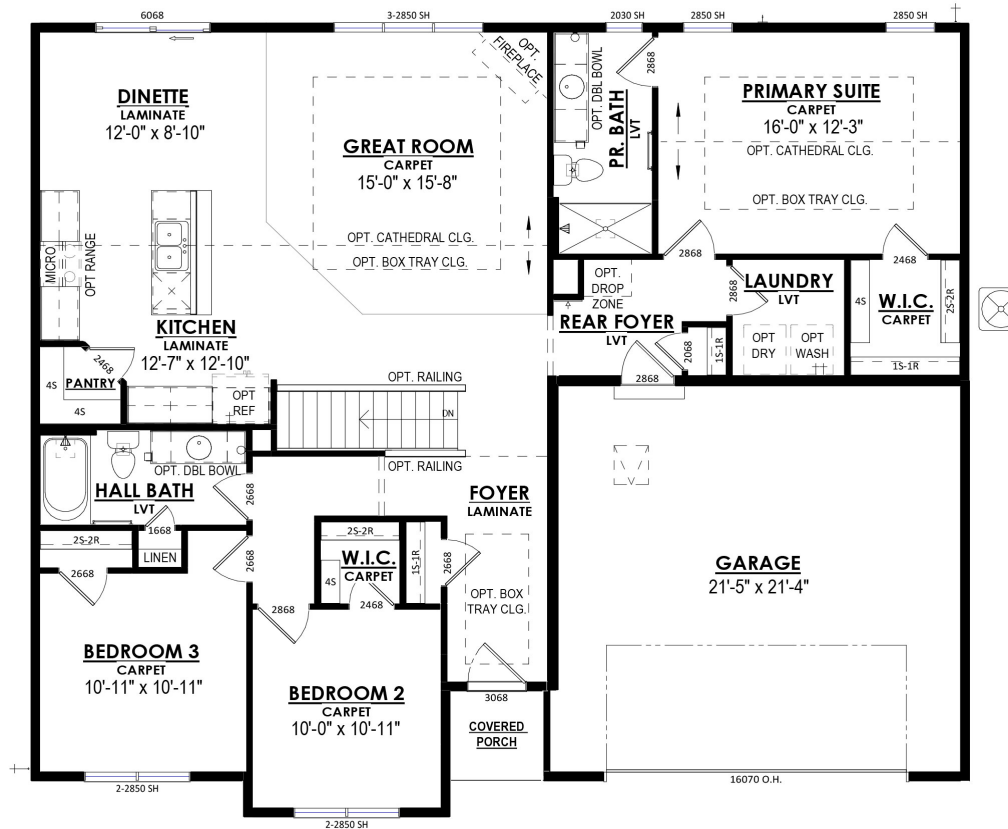 6068
3-2850 SH
2030 SH
2850 SH
2850 SH
DINETTE
LAMINATE
12'-0" x 8'-10"
GREAT ROOM
CARPET
15'-0" x 15'-8"
OPT.
FIREPLACE
OPT. DBL BOWL
2868
PR. BATH
LVT
PRIMARY SUITE
CARPET
16'-0" x 12'-3"
OPT. CATHEDRAL CLG.
OPT. BOX TRAY CLG.
OPT. CATHEDRAL CLG.
OPT. BOX TRAY CLG.
MICRO
OPT RANGE
KITCHEN
LAMINATE
12'-7" x 12'-10"
2468
4S
PANTRY
4S
OPT
REF
OPT. RAILING
DN
OPT. RAILING
OPT.
DROP
ZONE
2868
REAR FOYER
LVT
2868
2068
1S-1R
2868
LAUNDRY
LVT
OPT
DRY
OPT
WASH
2468
4S
W.I.C.
CARPET
2S-2R
1S-1R
OPT. DBL BOWL
HALL BATH
LVT
2668
1668
LINEN
2S-2R
2668
2668
BEDROOM 3
CARPET
10'-11" x 10'-11"
2-2850 SH
2S-2R
W.I.C.
CARPET
4S
2468
1S-1R
2668
2868
BEDROOM 2
CARPET
10'-0" x 10'-11"
2-2850 SH
FOYER
LAMINATE
OPT. BOX
TRAY CLG.
3068
COVERED
PORCH
GARAGE
21'-5" x 21'-4"
16070 O.H.